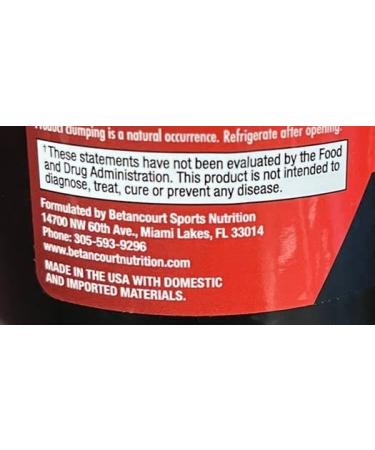 Product clumping is a natural occurrence. Refrigerate after opening.
†These statements have not been evaluated by the Food
and Drug Administration. This product is not intended to
diagnose, treat, cure or prevent any disease.
Formulated by Betancourt Sports Nutrition
14700 NW 60th Ave., Miami Lakes, FL 33014
Phone: 305-593-9296
www.betancourtnutrition.com
MADE IN THE USA WITH DOMESTIC
AND IMPORTED MATERIALS.